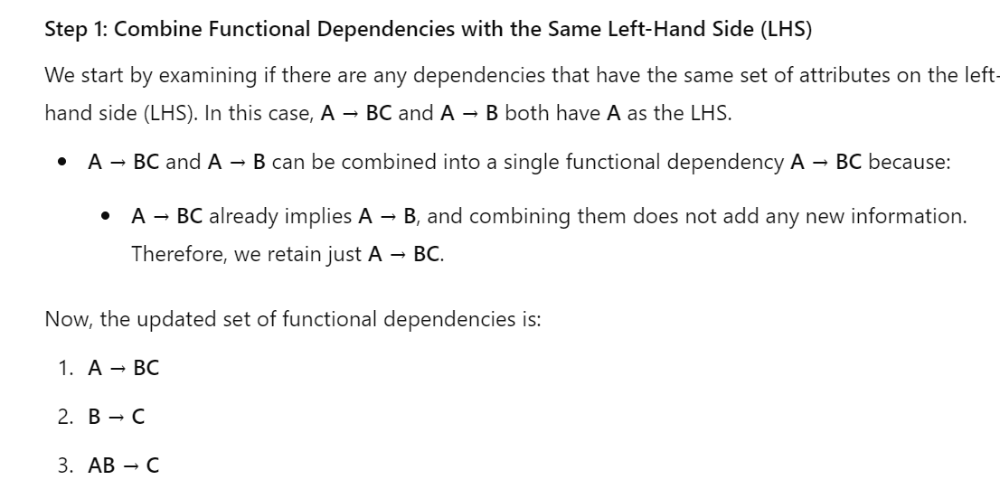 Step 1: Combine Functional Dependencies with the Same Left-Hand Side (LHS)
We start by examining if there are any dependencies that have the same set of attributes on the left-
hand side (LHS). In this case, A → BC and A → B both have A as the LHS.
• A → BC and A → B can be combined into a single functional dependency A → BC because:
• A → BC already implies A → B, and combining them does not add any new information.
Therefore, we retain just A → BC.
Now, the updated set of functional dependencies is:
1. A → BC
2. B → C
3. AB → C